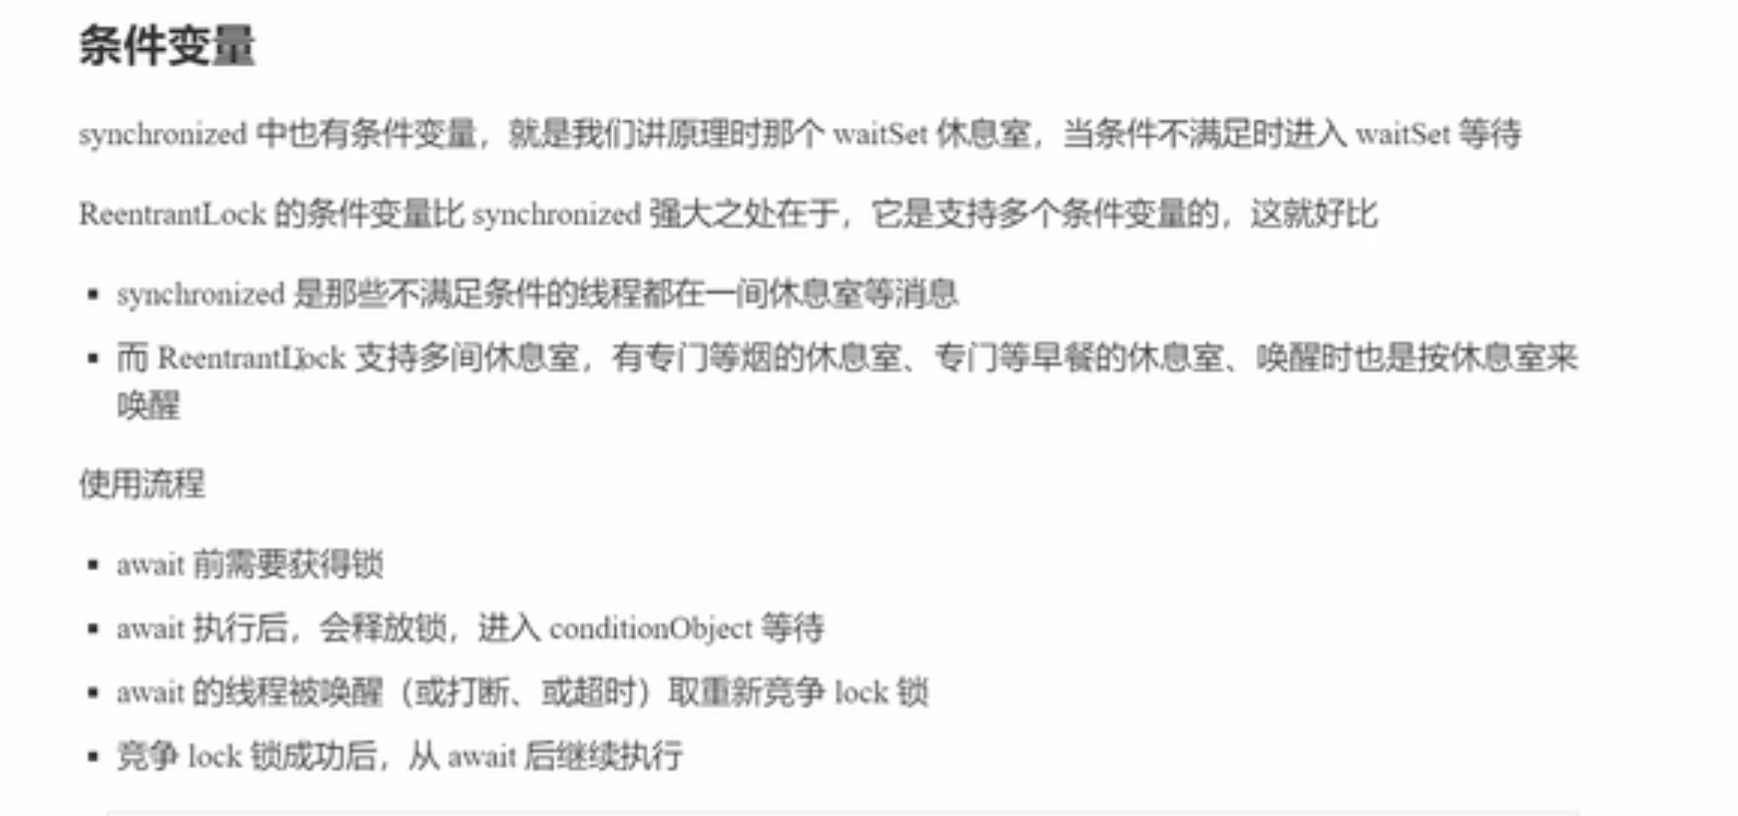 条件变量
synchronized 中也有条件变量，就是我们讲原理时那个 waitSet 休息室，当条件不满足时进入 waitSet 等待
ReentrantLock 的条件变量比 synchronized 强大之处在于，它是支持多个条件变量的，这就好比
▪ synchronized 是那些不满足条件的线程都在一间休息室等消息
▪ 而 ReentrantLock 支持多间休息室，有专门等烟的休息室、专门等早餐的休息室、唤醒时也是按休息室来
唤醒
使用流程
▪ await 前需要获得锁
▪ await 执行后，会释放锁，进入 conditionObject 等待
▪ await 的线程被唤醒（或打断、或超时）取重新竞争 lock 锁
▪ 竞争 lock 锁成功后，从 await 后继续执行